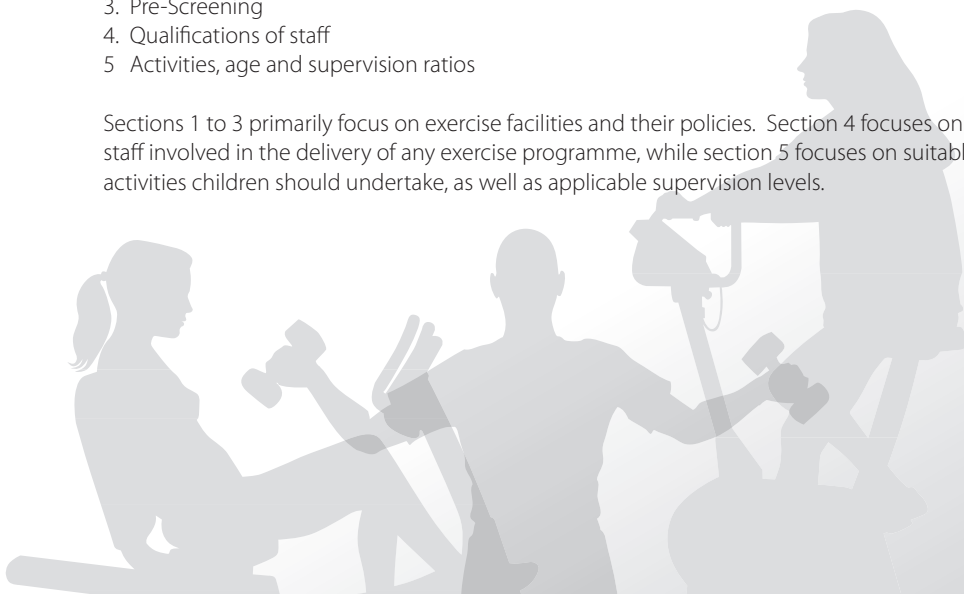 3. Pre-Screening
4. Qualifications of staff
5 Activities, age and supervision ratios
Sections 1 to 3 primarily focus on exercise facilities and their policies. Section 4 focuses on
staff involved in the delivery of any exercise programme, while section 5 focuses on suitabl
activities children should undertake, as well as applicable supervision levels.